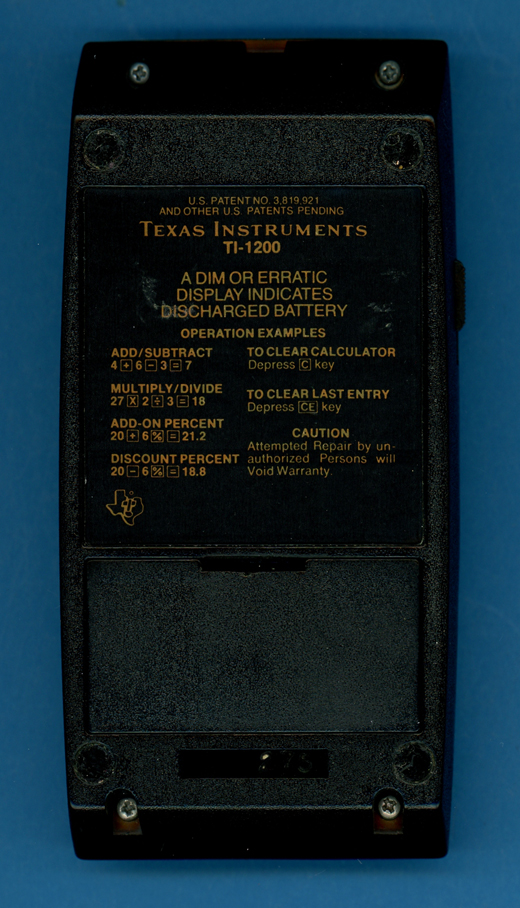 U.S. PATENT NO. 3,819,921
AND OTHER U.S. PATENTS PENDING
TEXAS INSTRUMENTS
TI-1200
A DIM OR ERRATIC
DISPLAY INDICATES
DISCHARGED BATTERY
OPERATION EXAMPLES
ADD/SUBTRACT
4 + 6 − 3 = 7
MULTIPLY/DIVIDE
27 X 2 ÷ 3 = 18
ADD-ON PERCENT
20 + 6 % = 21.2
DISCOUNT PERCENT
20 − 6 % = 18.8
TO CLEAR CALCULATOR
Depress C key
TO CLEAR LAST ENTRY
Depress CE key
CAUTION
Attempted Repair by un-
authorized Persons will
Void Warranty.